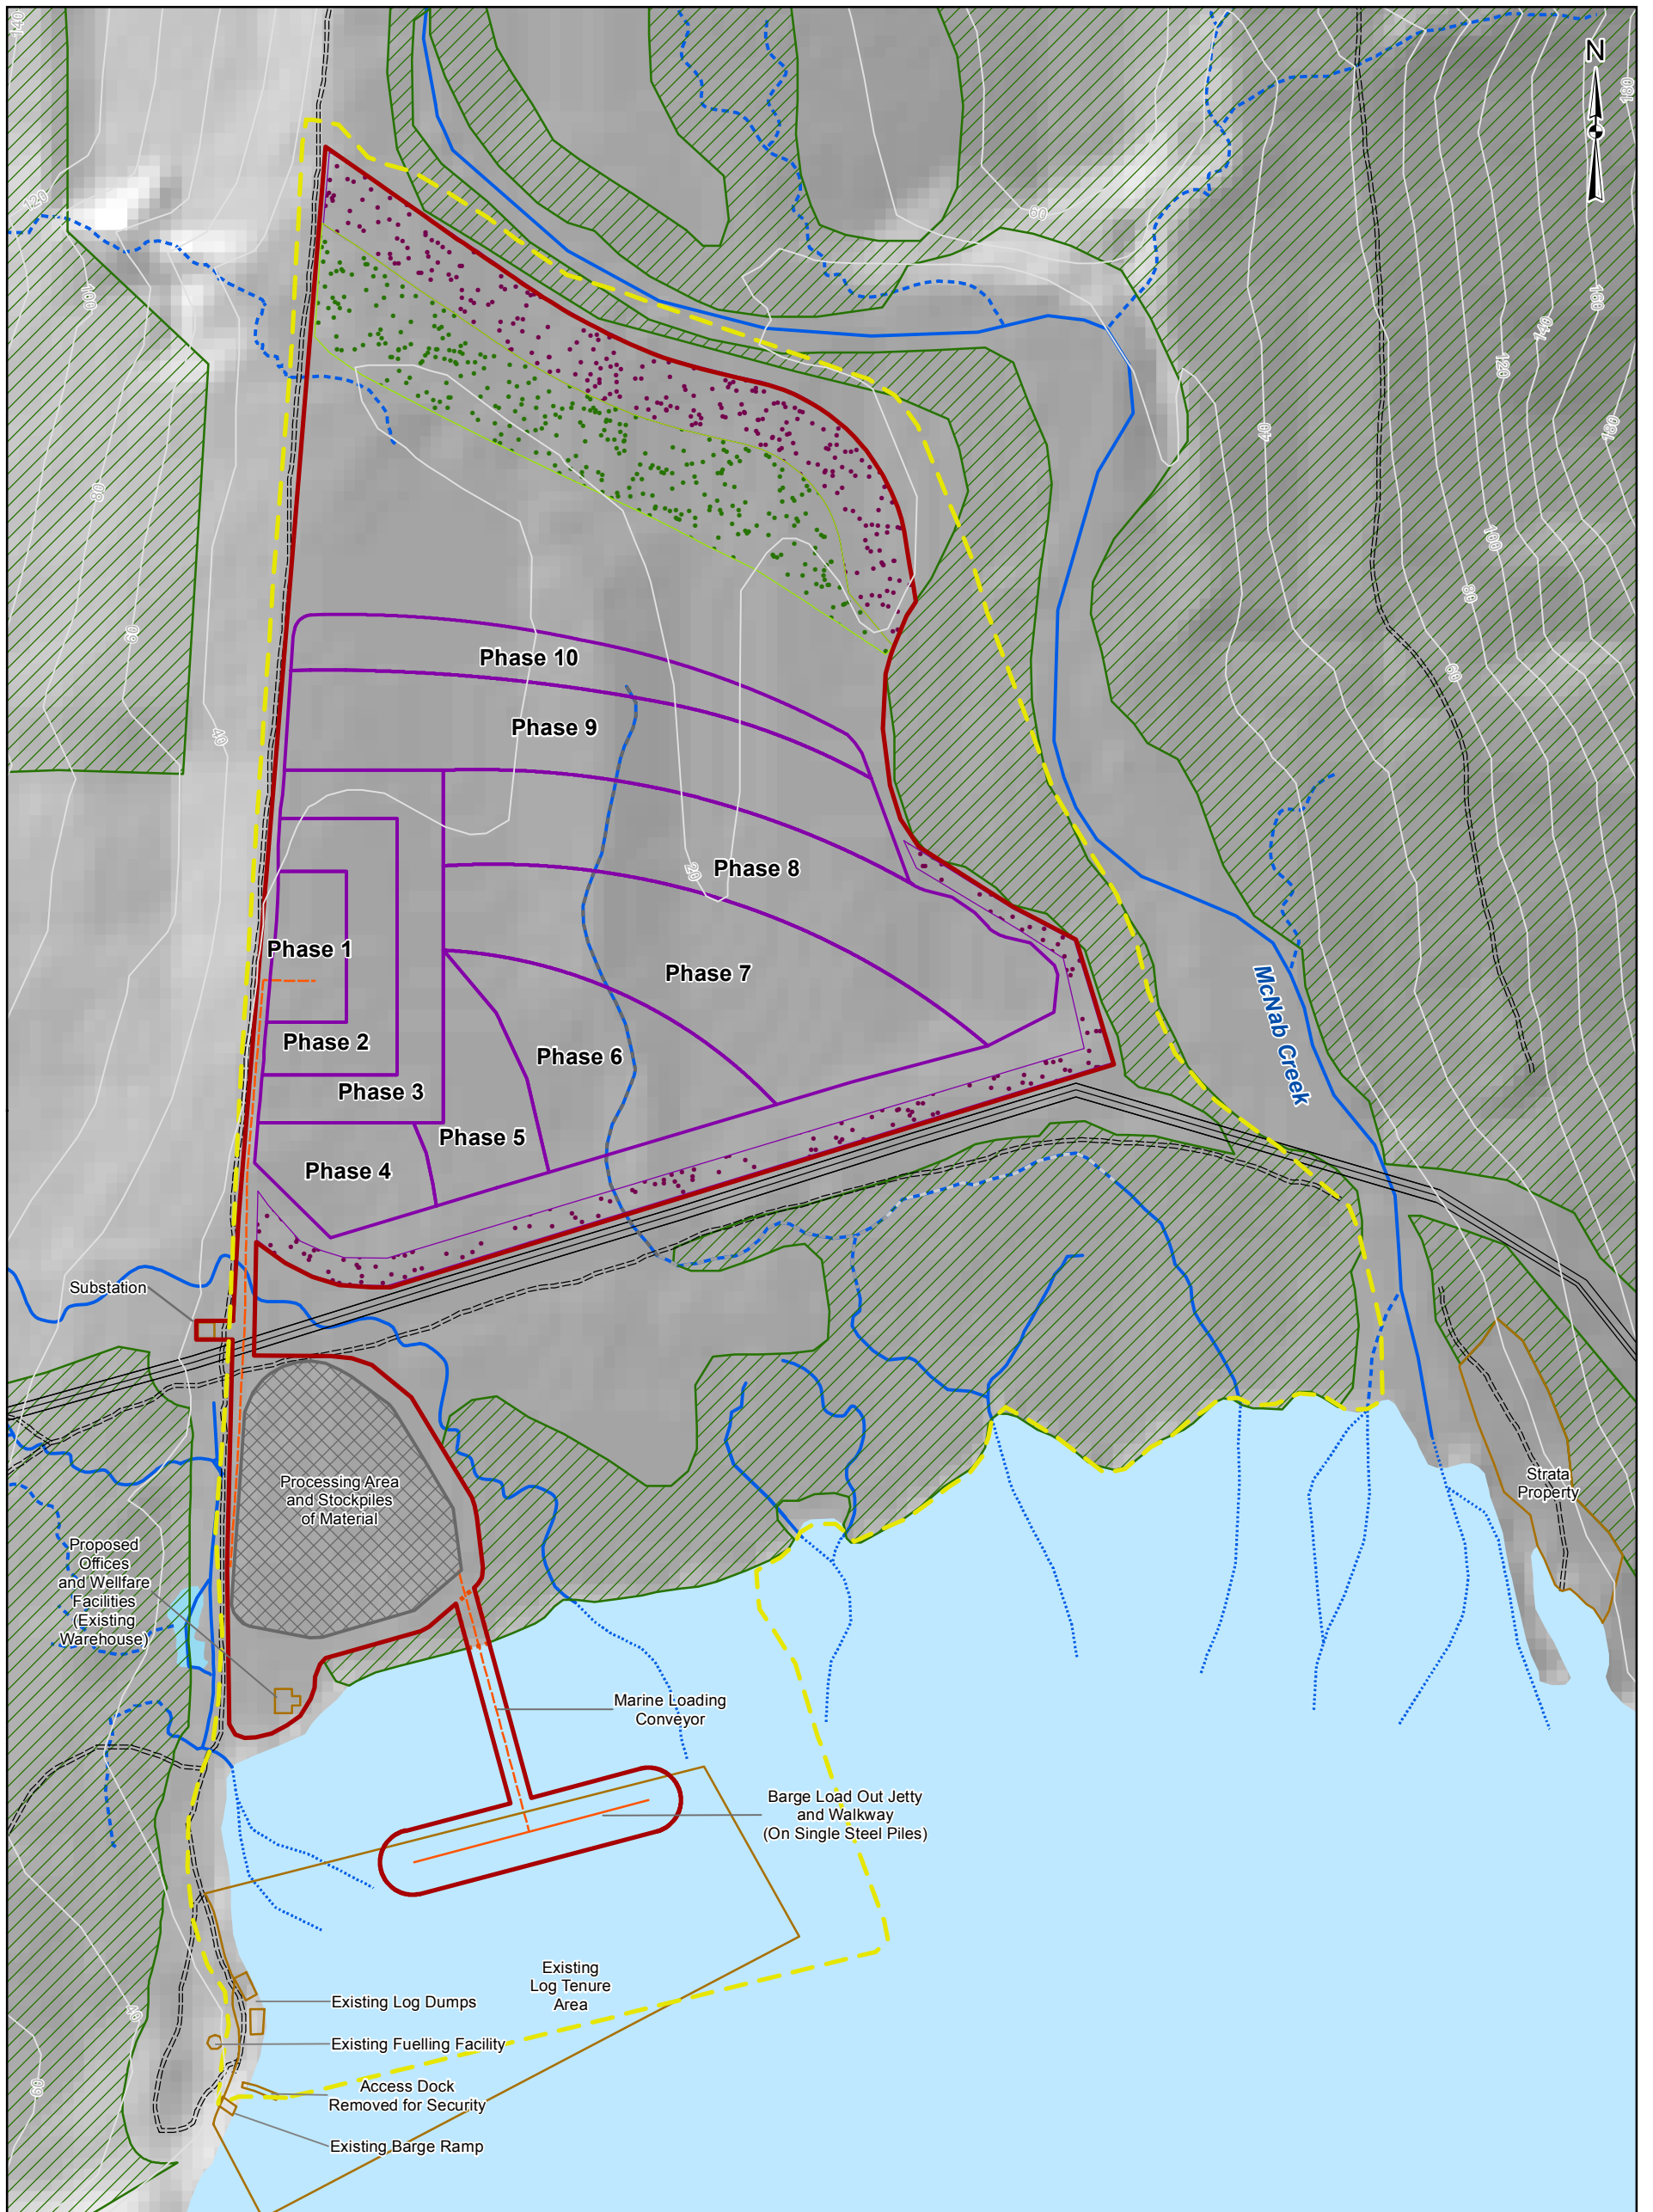 140
N
160
120
60
100
160
140
120
180
40
80
100
80
60
Phase 10
60
Phase 9
40
Phase 8
20
Phase 1
Phase 7
McNab Creek
Phase 2
Phase 6
Phase 3
Phase 5
Phase 4
Substation
Processing Area
and Stockpiles
of Material
Strata
Property
Proposed
Offices
and Wellfare
Facilities
(Existing
Warehouse)
Marine Loading
Conveyor
Barge Load Out Jetty
and Walkway
(On Single Steel Piles)
Existing
Log Tenure
Area
Existing Log Dumps
40
Existing Fuelling Facility
60
Access Dock
Removed for Security
Existing Barge Ramp